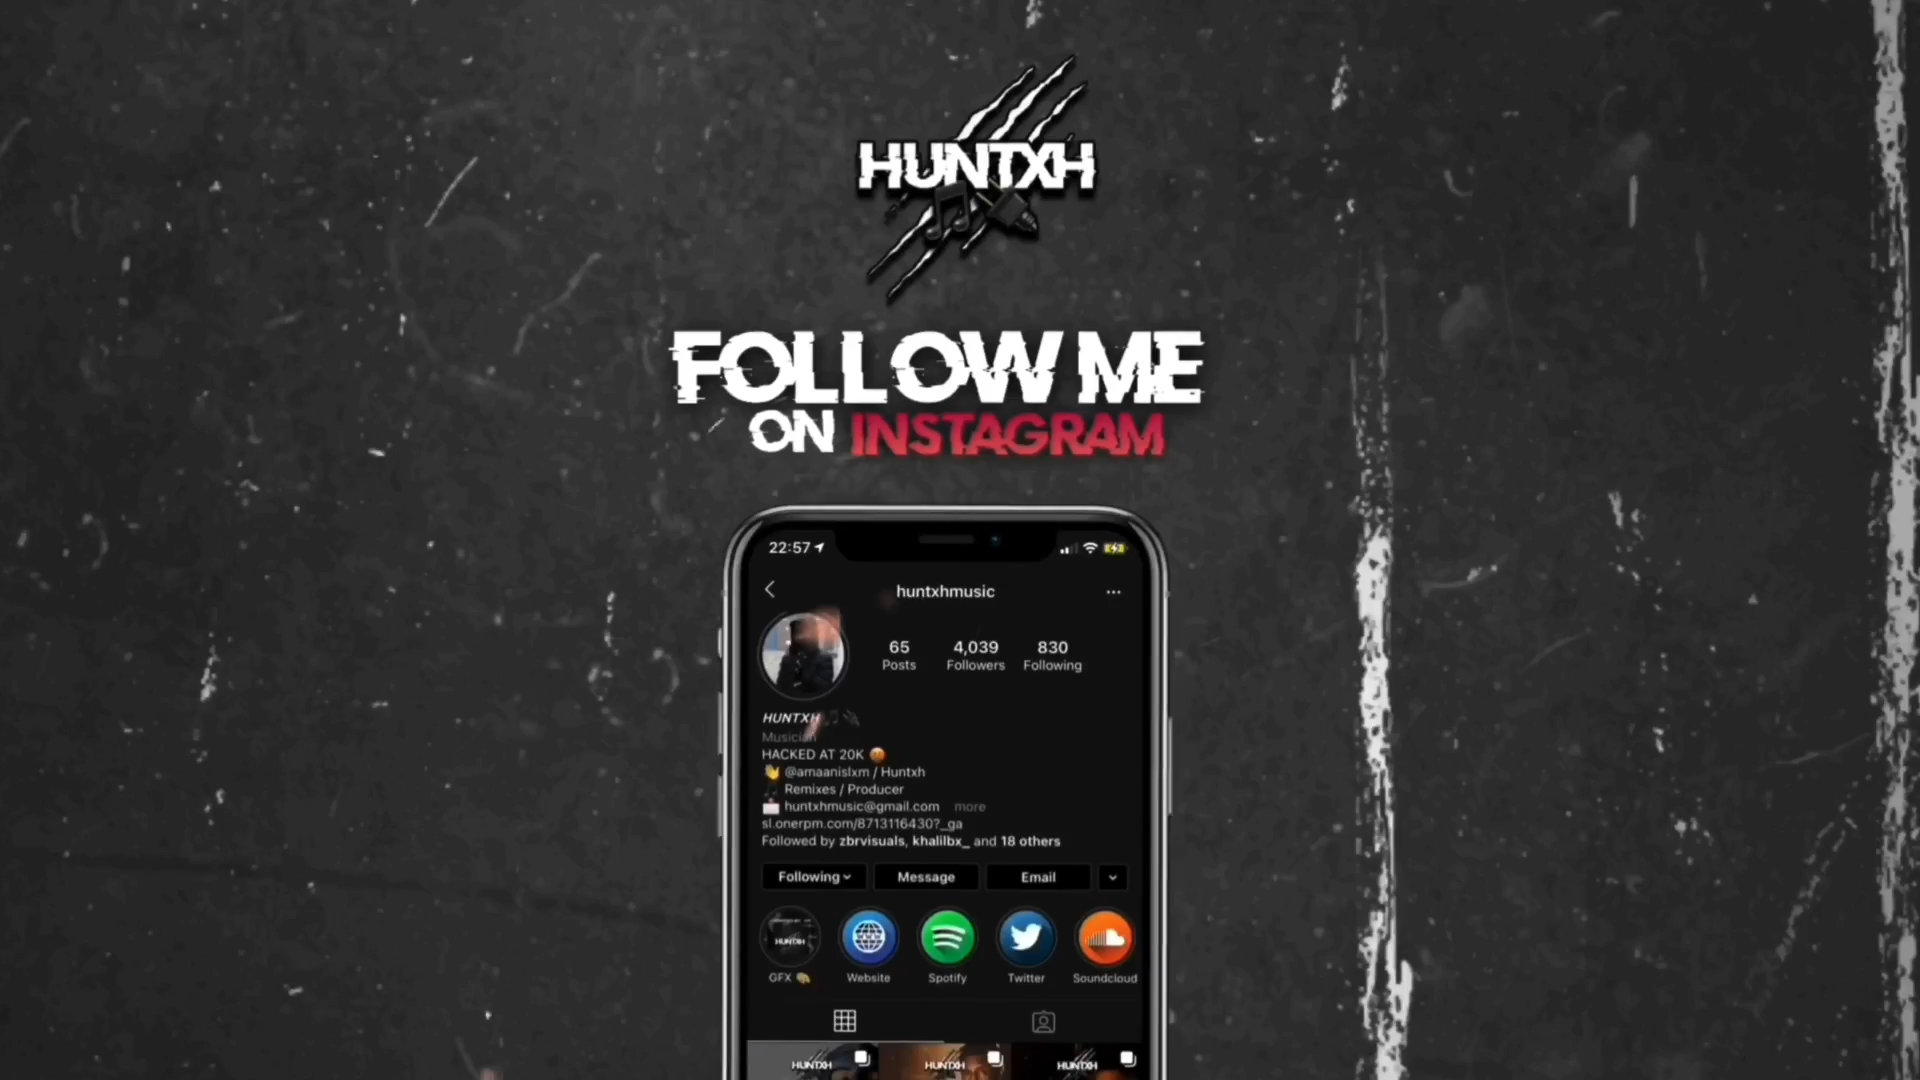 HUNTXH
FOLLOW ME
ON INSTAGRAM
22:57
huntxhmusic
65 4,039 830
Posts Followers Following
HUNTXH
Musician
HACKED AT 20K
@amaanislxm / Huntxh
Remixes / Producer
huntxhmusic@gmail.com more
sl.onerpm.com/8713116430?_ga
Followed by zbrvisuals, khalilbx_ and 18 others
Following Message Email
HUNTXH
GFX Website Spotify Twitter Soundcloud
HUNTXH HUNTXH HUNTXH